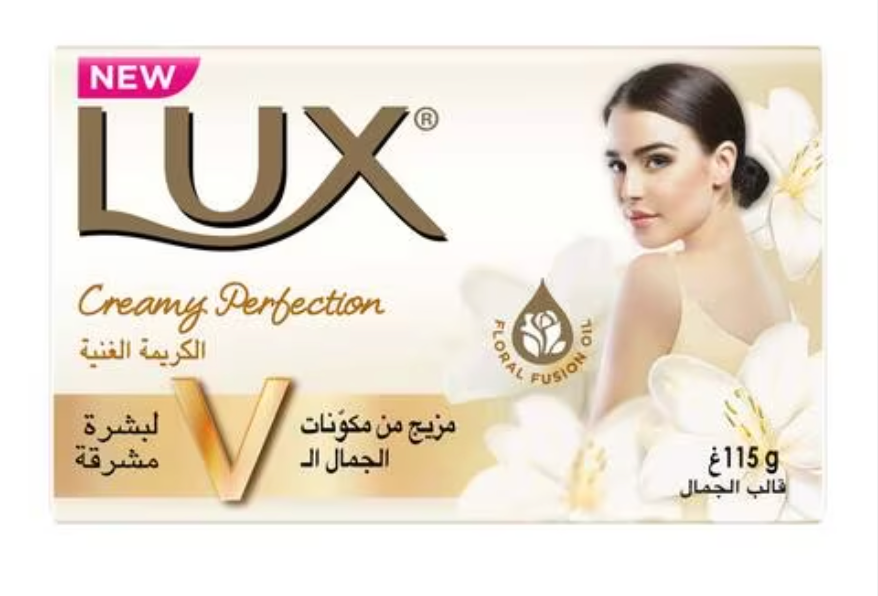 NEW
LUX®
Creamy Perfection
الكريمة الغنية
FLORAL FUSION OIL
مزيج من مكوّنات
الجمال الـ
V
لبشرة
مشرقة
115 g غ
قالب الجمال